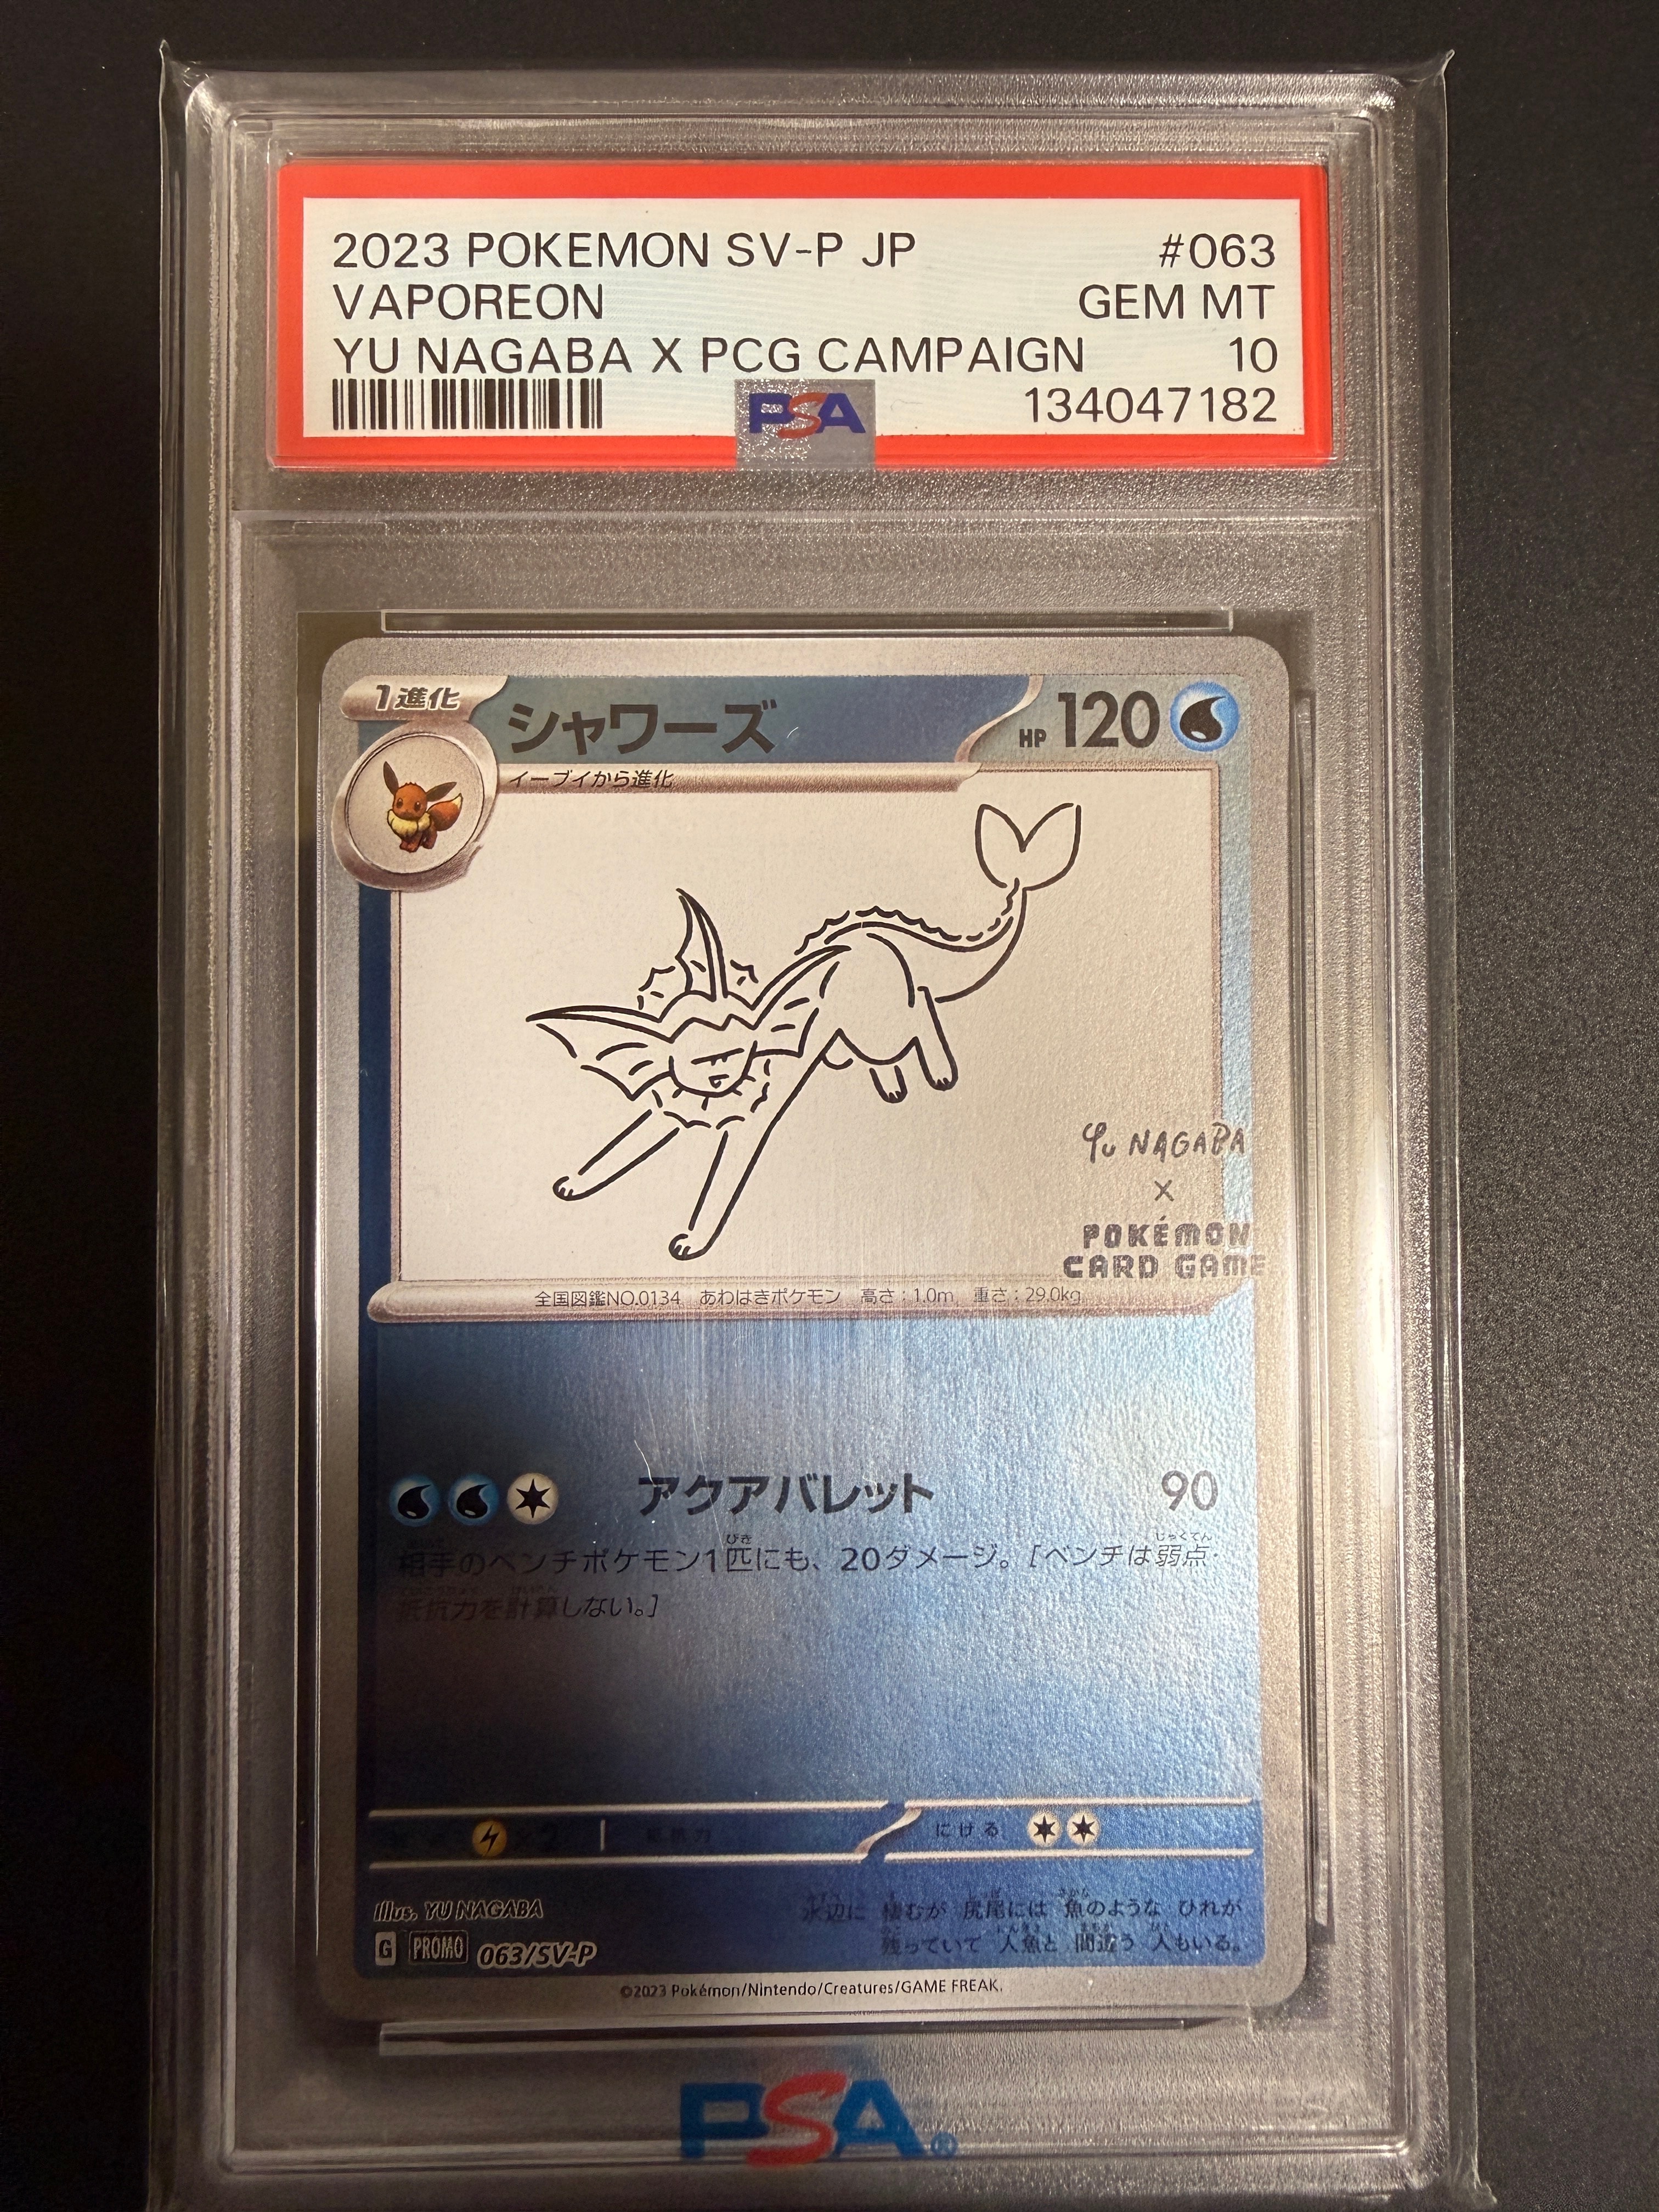 2023 POKEMON SV-P JP #063
VAPOREON GEM MT
YU NAGABA X PCG CAMPAIGN 10
PSA 134047182
1進化 シャワーズ HP 120
イーブイから進化
Yu NAGABA
×
POKÉMON
CARD GAME
全国図鑑NO.0134 あわはきポケモン 高さ:1.0m 重さ:29.0kg
アクアバレット 90
相手のベンチポケモン1匹にも、20ダメージ。[ベンチは弱点・
抵抗力を計算しない。]
×2 抵抗力 にげる
Illus. YU NAGABA
水辺に 棲むが 尻尾には 魚のような ひれが
G PROMO 063/SV-P
残っていて 人魚と 間違う 人もいる。
©2023 Pokémon/Nintendo/Creatures/GAME FREAK.
PSA®